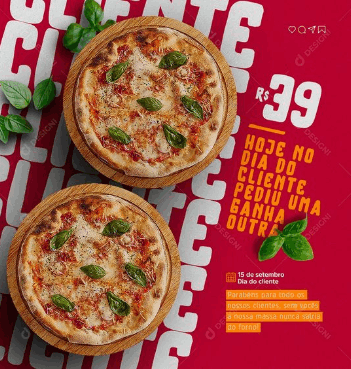 CLIENTE
R$39
HOJE NO
DIA DO
CLIENTE
PEDIU UMA
GANHA
OUTRA
15 de setembro
Dia do cliente
Parabéns para todo os
nossos clientes, sem vocês
a nossa massa nunca sairia
do forno!